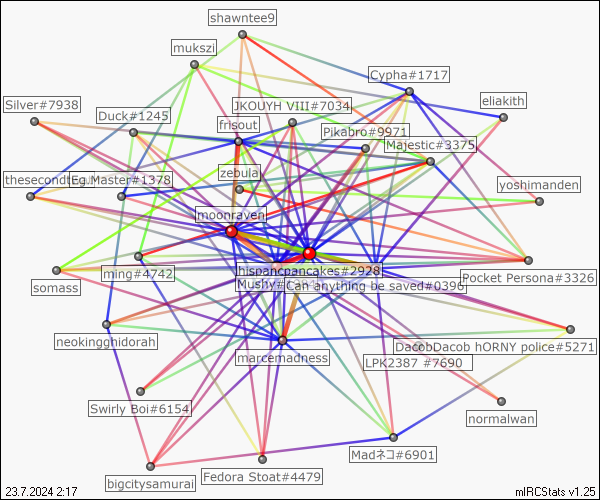 shawntee9
mukszi
Cypha#1717
Silver#7938
JKOUYH VIII#7034
eliakith
Duck#1245
frisout
Pikabro#9971
Majestic#3375
zebula
Eg.Master#1378
yoshimanden
moonraven
hispancpancakes#2928
ming#4742
Pocket Persona#3326
somass
Can anything be saved#0396
neokingghidorah
marcemadness
DacobDacob hORNY police#5271
LPK2387 #7690
Swirly Boi#6154
normalwan
Madネコ#6901
bigcitysamurai
Fedora Stoat#4479
23.7.2024 2:17
mIRCStats v1.25